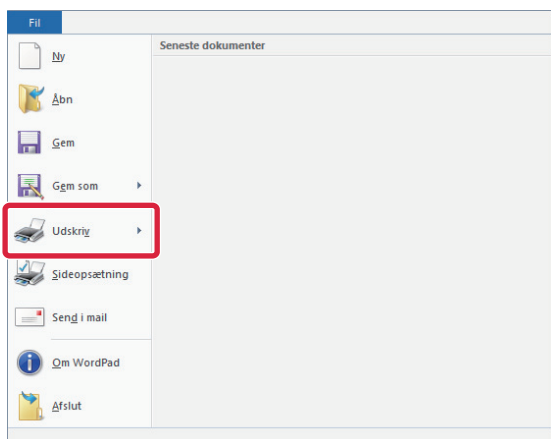 Fil
Seneste dokumenter
Ny
Åbn
Gem
Gem som
Udskriv
Sideopsætning
Send i mail
Om WordPad
Afslut